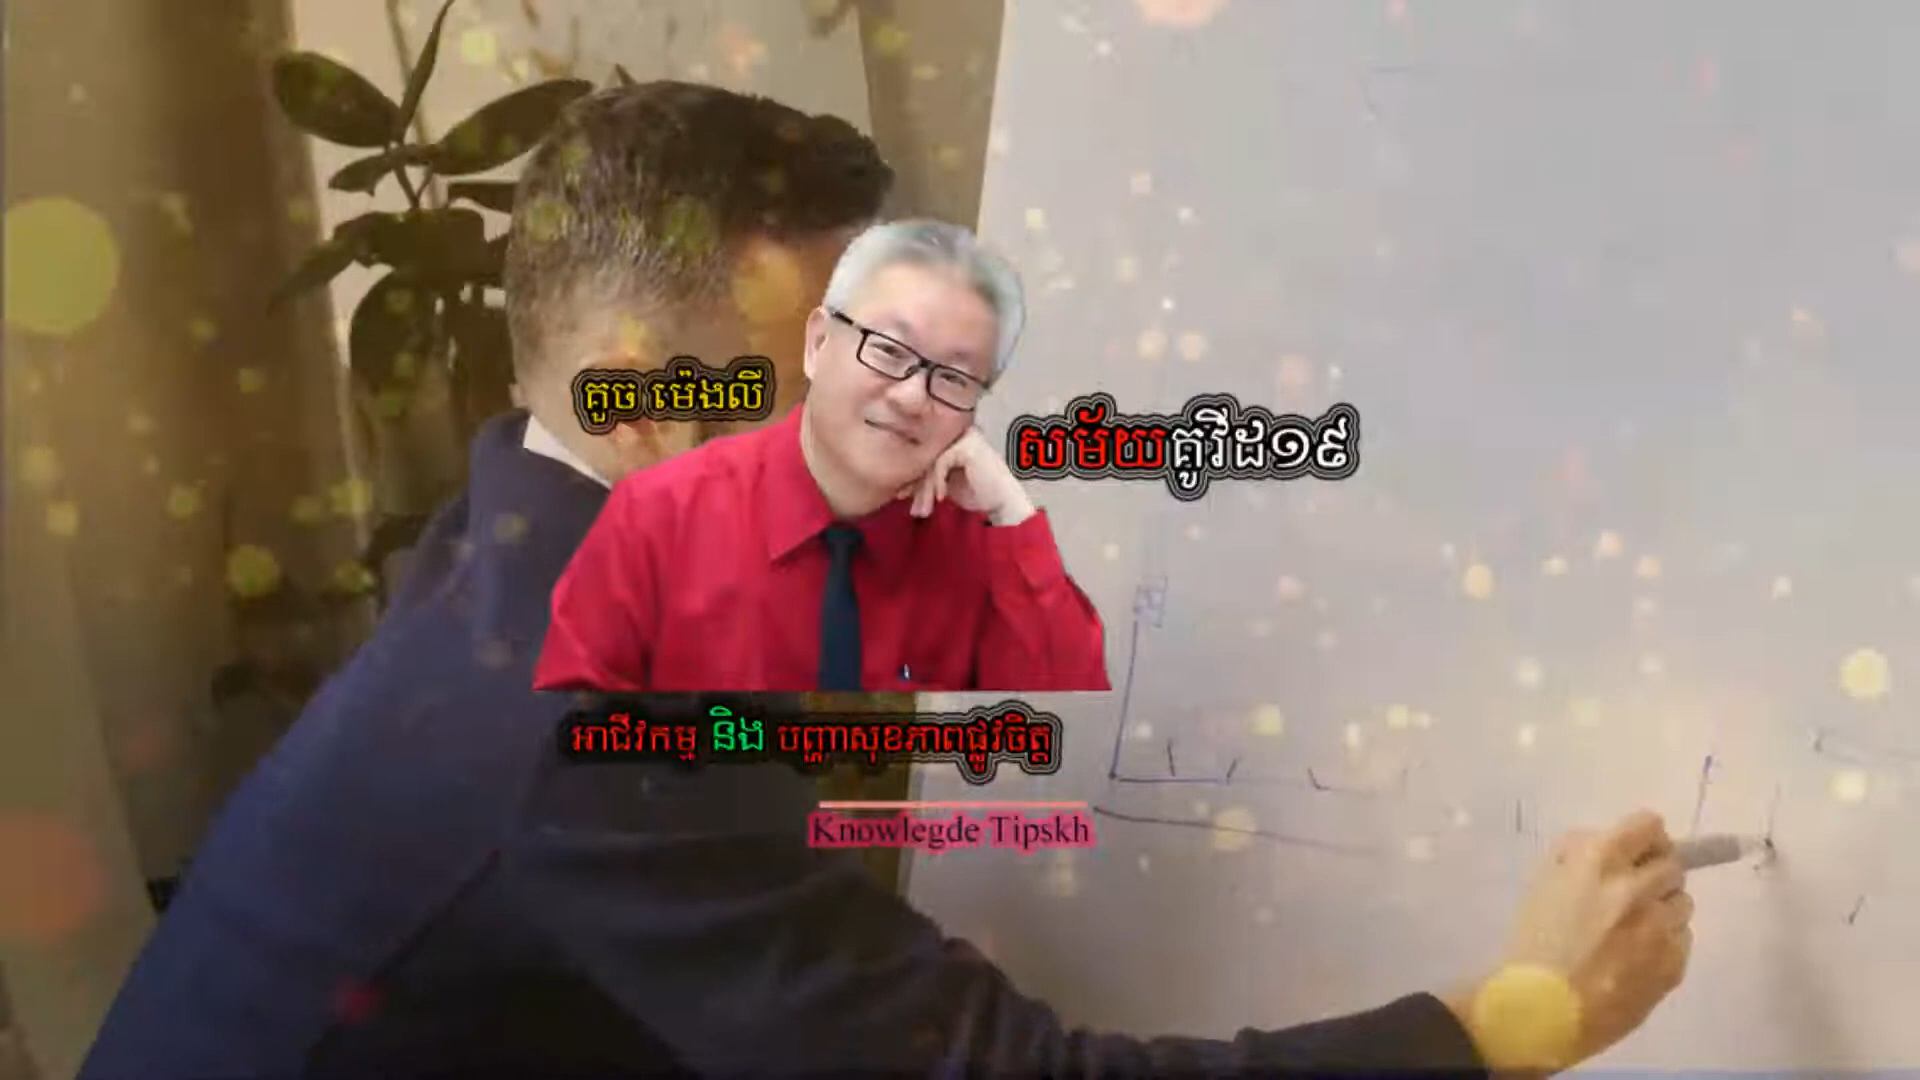 គួច ម៉េងលី
សម័យកូវីដ១៩
អាជីវកម្ម និង បញ្ហាសុខភាពផ្លូវចិត្ត
Knowlegde Tipskh